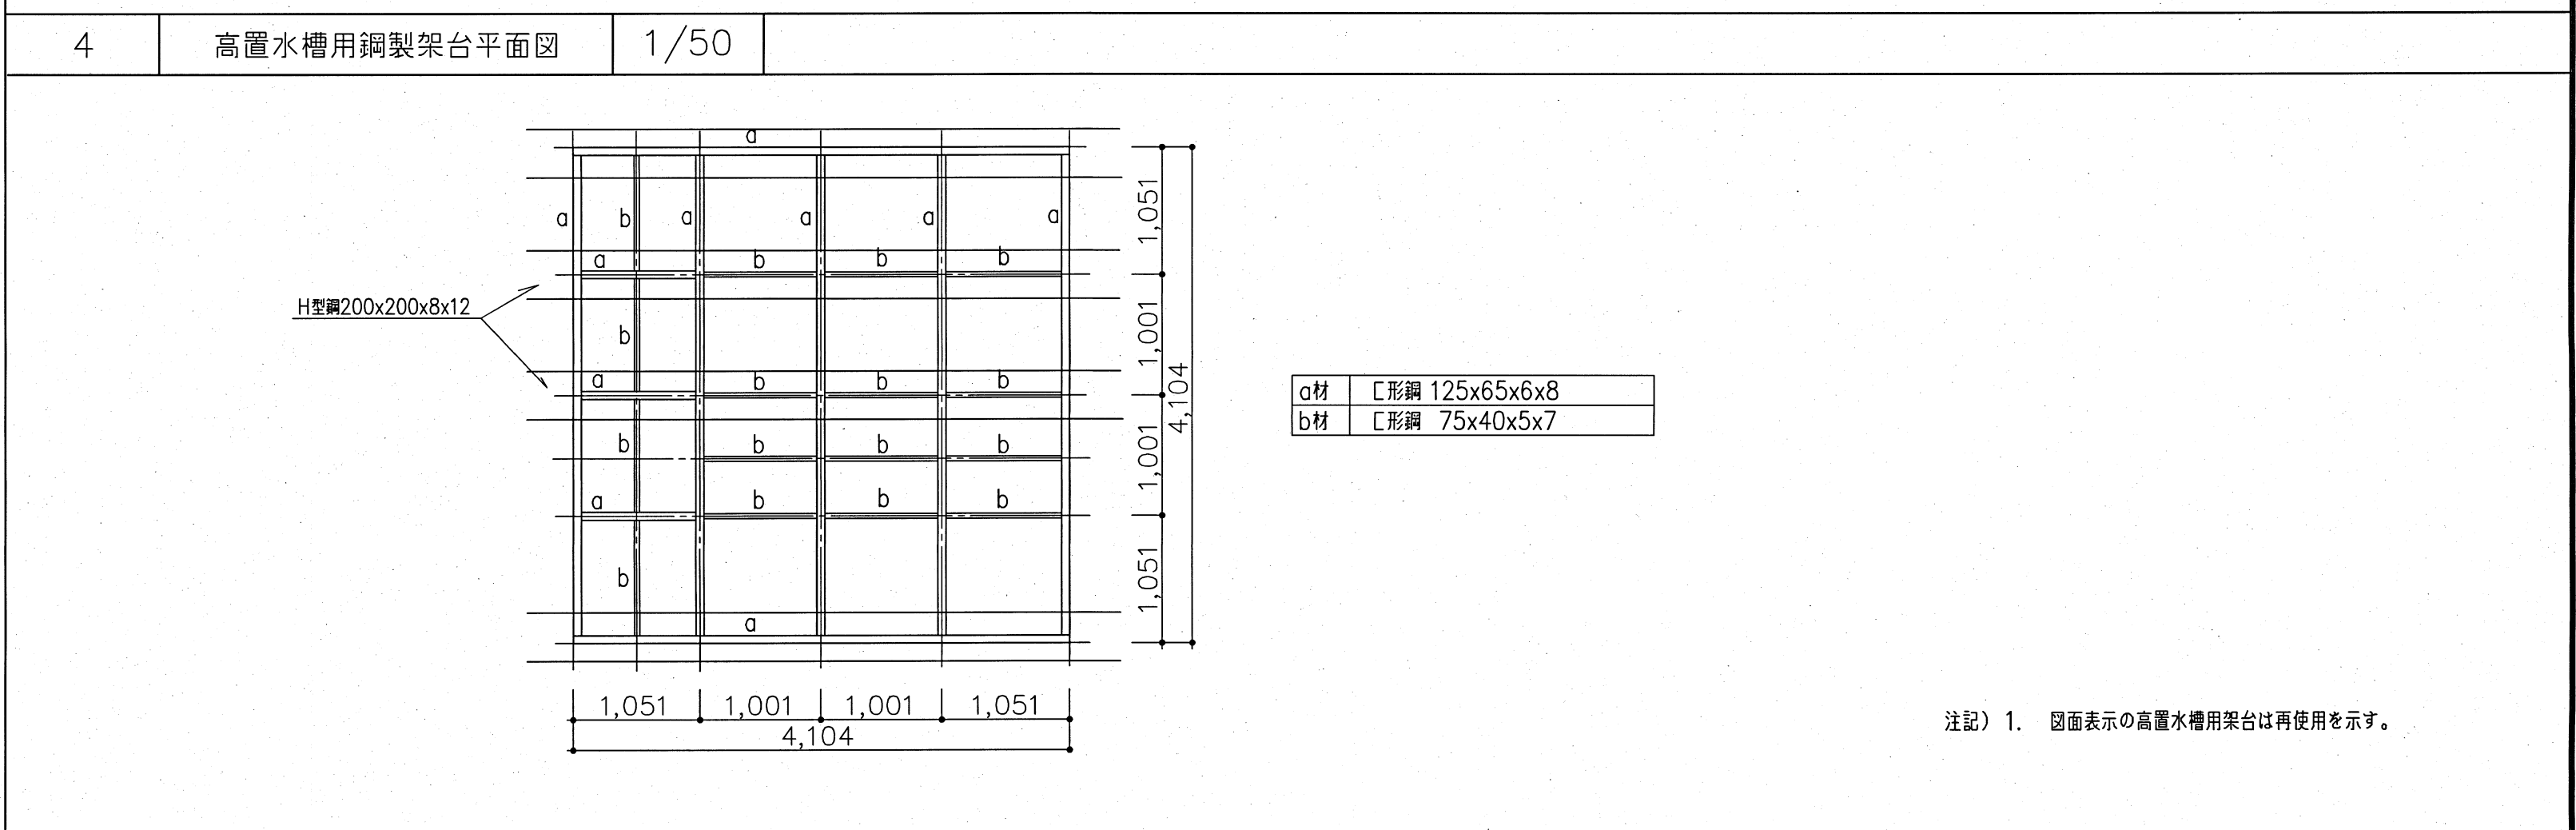 4 高置水槽用鋼製架台平面図 1/50
a
a b a a a a
a b b b
H型鋼200x200x8x12
b
a b b b
b b b b
a b b b
b
a
1,051
1,001
1,001
1,051
4,104
1,051 1,001 1,001 1,051
4,104
a材 [形鋼 125x65x6x8
b材 [形鋼 75x40x5x7
注記) 1. 図面表示の高置水槽用架台は再使用を示す。